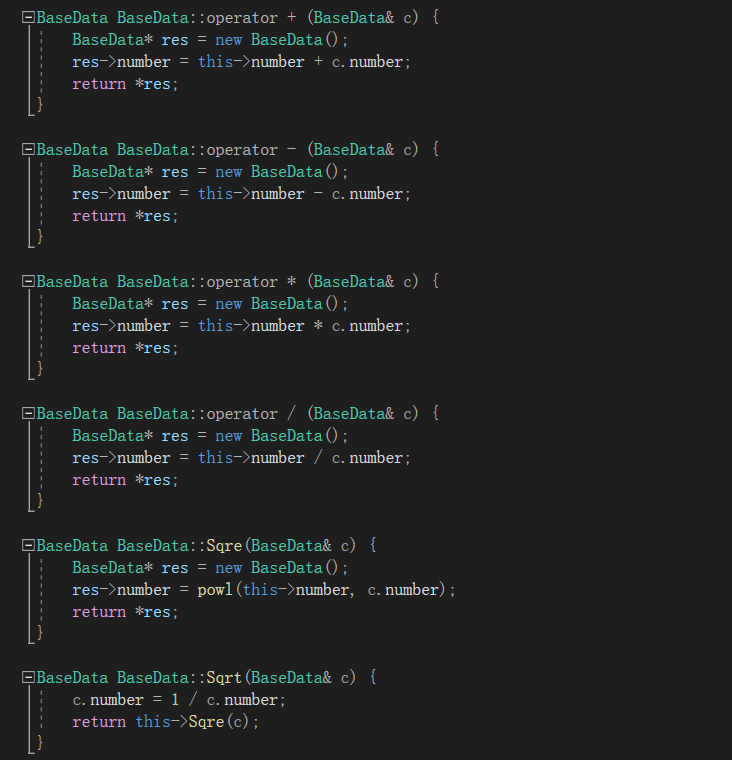 BaseData BaseData::operator + (BaseData& c) {
    BaseData* res = new BaseData();
    res->number = this->number + c.number;
    return *res;
}

BaseData BaseData::operator - (BaseData& c) {
    BaseData* res = new BaseData();
    res->number = this->number - c.number;
    return *res;
}

BaseData BaseData::operator * (BaseData& c) {
    BaseData* res = new BaseData();
    res->number = this->number * c.number;
    return *res;
}

BaseData BaseData::operator / (BaseData& c) {
    BaseData* res = new BaseData();
    res->number = this->number / c.number;
    return *res;
}

BaseData BaseData::Sqre(BaseData& c) {
    BaseData* res = new BaseData();
    res->number = powl(this->number, c.number);
    return *res;
}

BaseData BaseData::Sqrt(BaseData& c) {
    c.number = 1 / c.number;
    return this->Sqre(c);
}